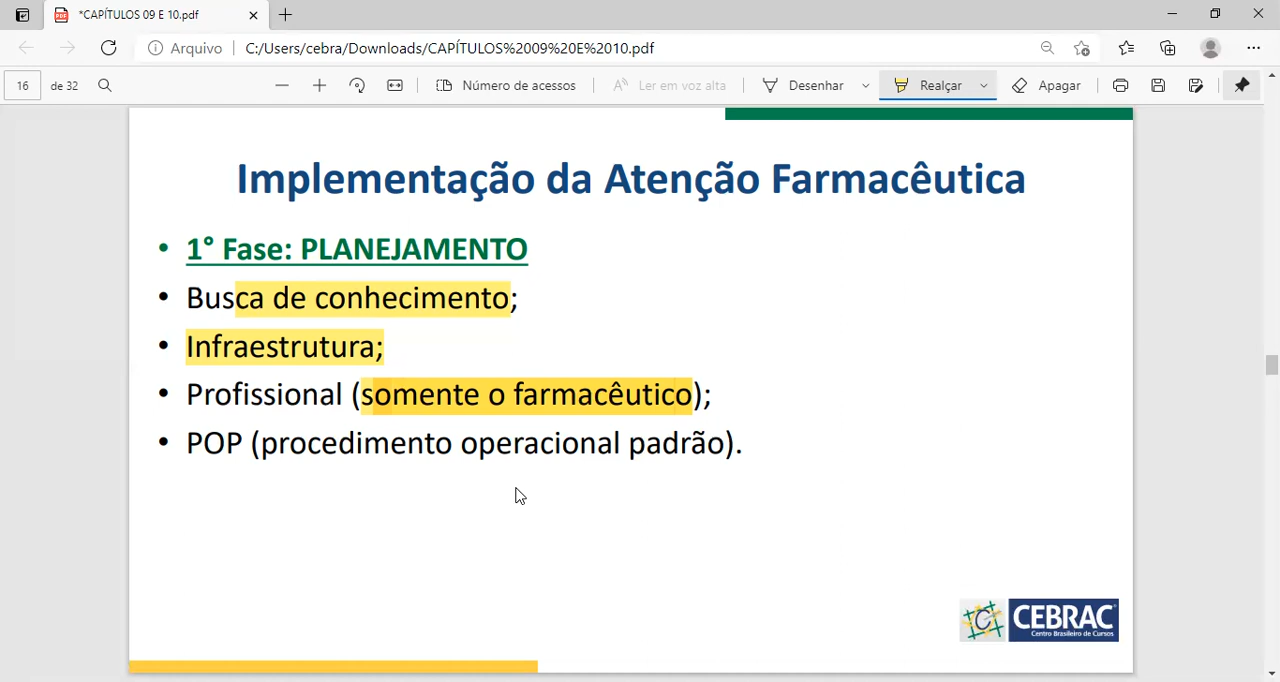 *CAPÍTULOS 09 E 10.pdf
Arquivo
C:/Users/cebra/Downloads/CAPÍTULOS%2009%20E%2010.pdf
16 de 32
Número de acessos
Ler em voz alta
Desenhar
Realçar
Apagar
Implementação da Atenção Farmacêutica
• 1° Fase: PLANEJAMENTO
• Busca de conhecimento;
• Infraestrutura;
• Profissional (somente o farmacêutico);
• POP (procedimento operacional padrão).
CEBRAC
Centro Brasileiro de Cursos